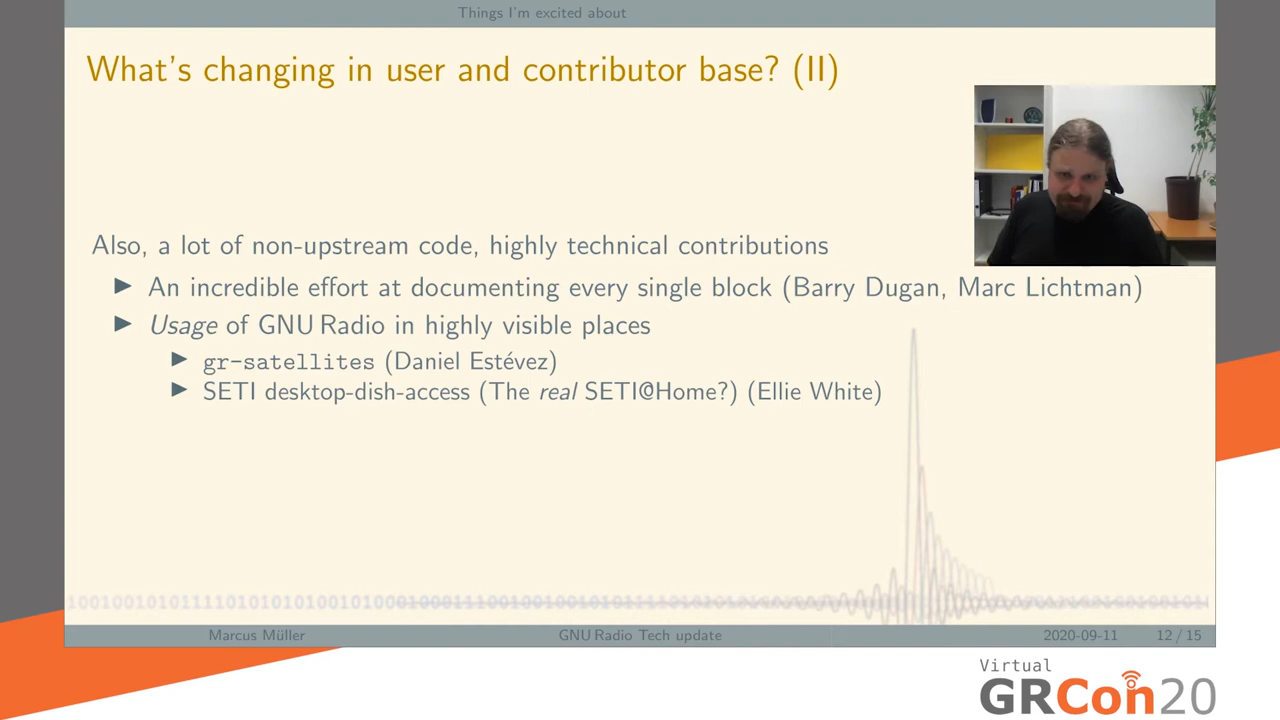 Things I'm excited about
What's changing in user and contributor base? (II)
Also, a lot of non-upstream code, highly technical contributions
▶ An incredible effort at documenting every single block (Barry Dugan, Marc Lichtman)
▶ Usage of GNU Radio in highly visible places
▶ gr-satellites (Daniel Estévez)
▶ SETI desktop-dish-access (The real SETI@Home?) (Ellie White)
Marcus Müller GNU Radio Tech update 2020-09-11 12 / 15
Virtual
GRCon20